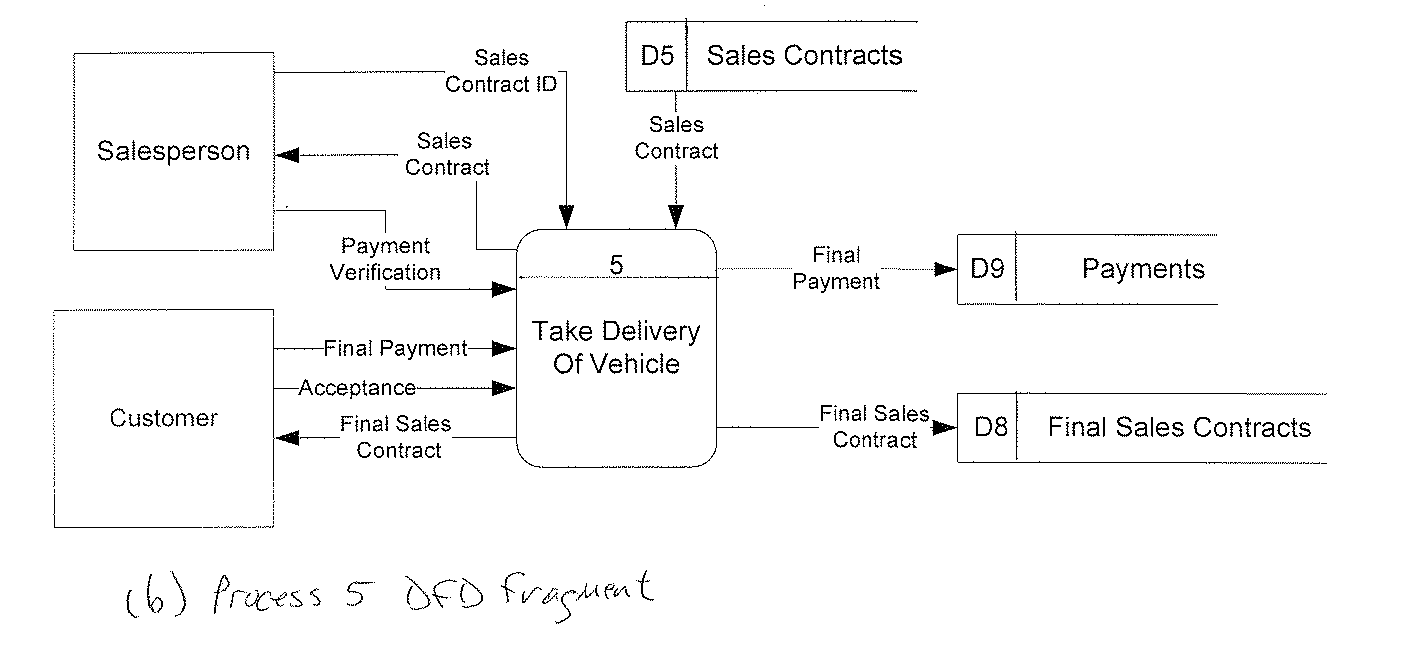 Sales
Contract ID
D5 Sales Contracts
Salesperson
Sales
Contract
Sales
Contract
Payment
Verification
5
Take Delivery
Of Vehicle
Final
Payment
D9 Payments
Final Payment
Acceptance
Customer
Final Sales
Contract
Final Sales
Contract
D8 Final Sales Contracts
(b) Process 5 DFD fragment